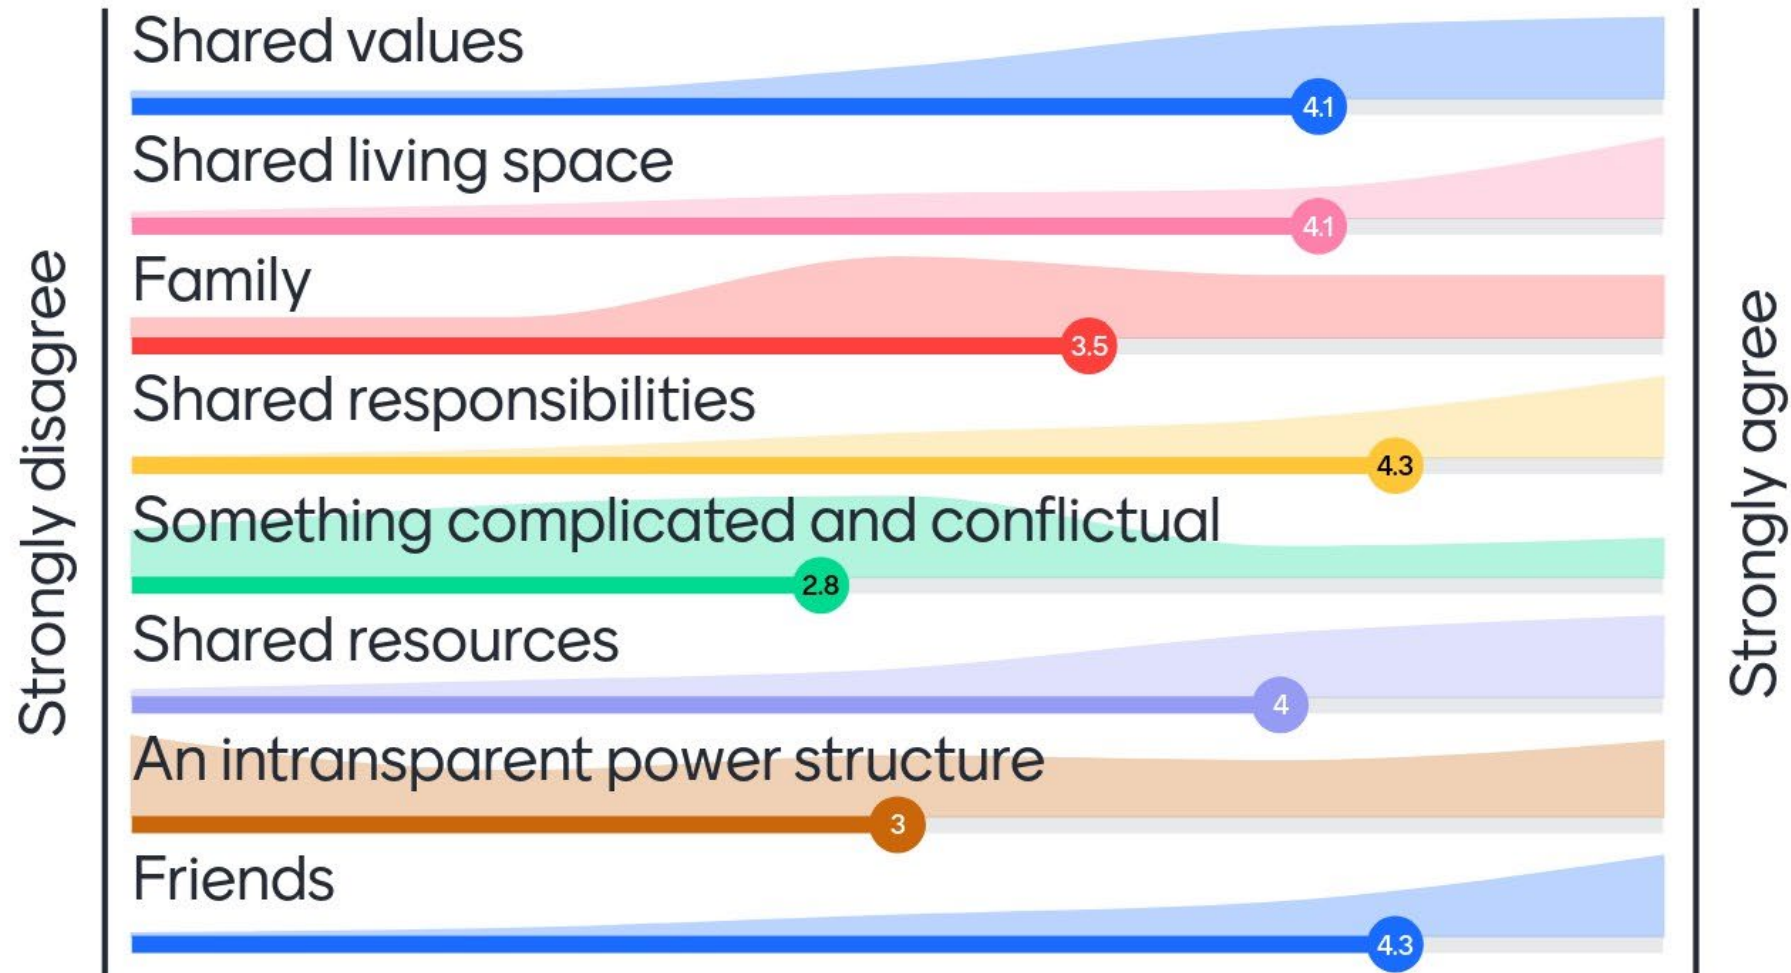 Strongly disagree
Shared values
4.1
Shared living space
4.1
Family
3.5
Shared responsibilities
4.3
Something complicated and conflictual
2.8
Shared resources
4
An intransparent power structure
3
Friends
4.3
Strongly agree